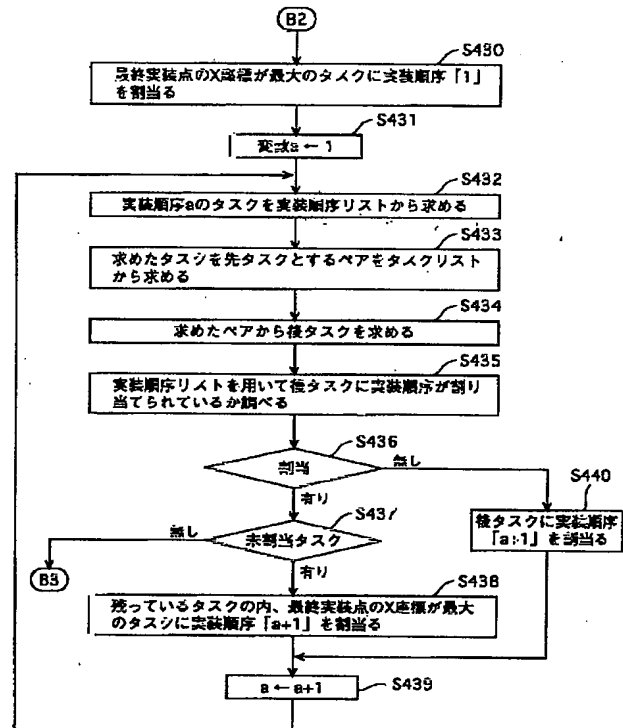 B2
S430
最終実装点のX座標が最大のタスクに実装順序「1」
を割当る
S431
変数a ← 1
S432
実装順序aのタスクを実装順序リストから求める
S433
求めたタスクを先タスクとするペアをタスクリスト
から求める
S434
求めたペアから後タスクを求める
S435
実装順序リストを用いて後タスクに実装順序が割り
当てられているか調べる
S436
割当
無し
S440
有り
後タスクに実装順序
「a+1」を割当る
S437
無し
未割当タスク
B3
有り
S438
残っているタスクの内、最終実装点のX座標が最大
のタスクに実装順序「a+1」を割当る
a ← a+1
S439